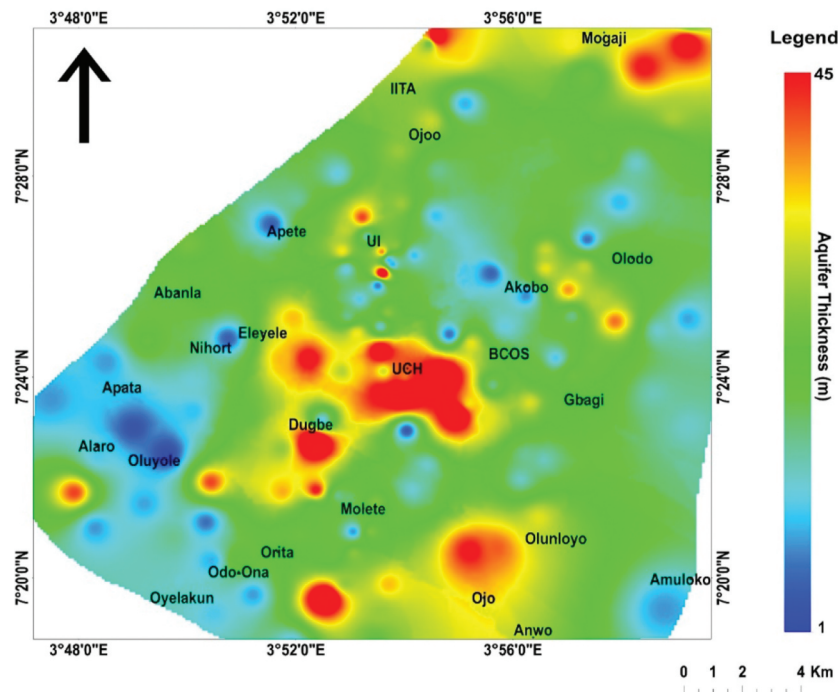 3°48'0"E 3°52'0"E 3°56'0"E
Legend
45
Aquifer Thickness (m)
1
7°28'0"N 7°28'0"N
7°24'0"N 7°24'0"N
7°20'0"N 7°20'0"N
Mogaji
IITA
Ojoo
Apete
UI
Olodo
Akobo
Abanla
Eleyele
Nihort
BCOS
UCH
Apata
Gbagi
Dugbe
Alaro
Oluyole
Molete
Olunloyo
Orita
Odo-Ona
Amuloko
Oyelakun
Ojo
Anwo
3°48'0"E 3°52'0"E 3°56'0"E
0 1 2 4 Km